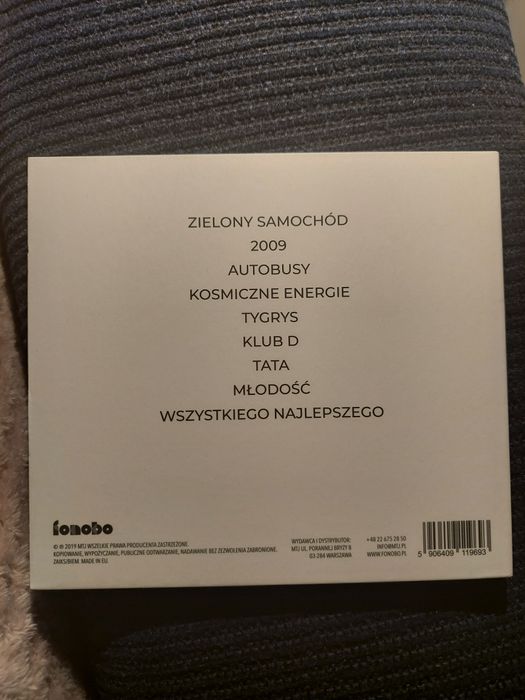 ZIELONY SAMOCHÓD
2009
AUTOBUSY
KOSMICZNE ENERGIE
TYGRYS
KLUB D
TATA
MŁODOŚĆ
WSZYSTKIEGO NAJLEPSZEGO
fonobo
© ℗ 2019 MTJ WSZELKIE PRAWA PRODUCENTA ZASTRZEŻONE.
KOPIOWANIE, WYPOŻYCZANIE, PUBLICZNE ODTWARZANIE, NADAWANIE BEZ ZEZWOLENIA ZABRONIONE.
ZAIKS/BIEM. MADE IN EU.
WYDAWCA I DYSTRYBUTOR:
MTJ UL. PORANNEJ BRYZY 8
03-284 WARSZAWA
+48 22 675 28 50
INFO@MTJ.PL
WWW.FONOBO.PL
5 906409 119693